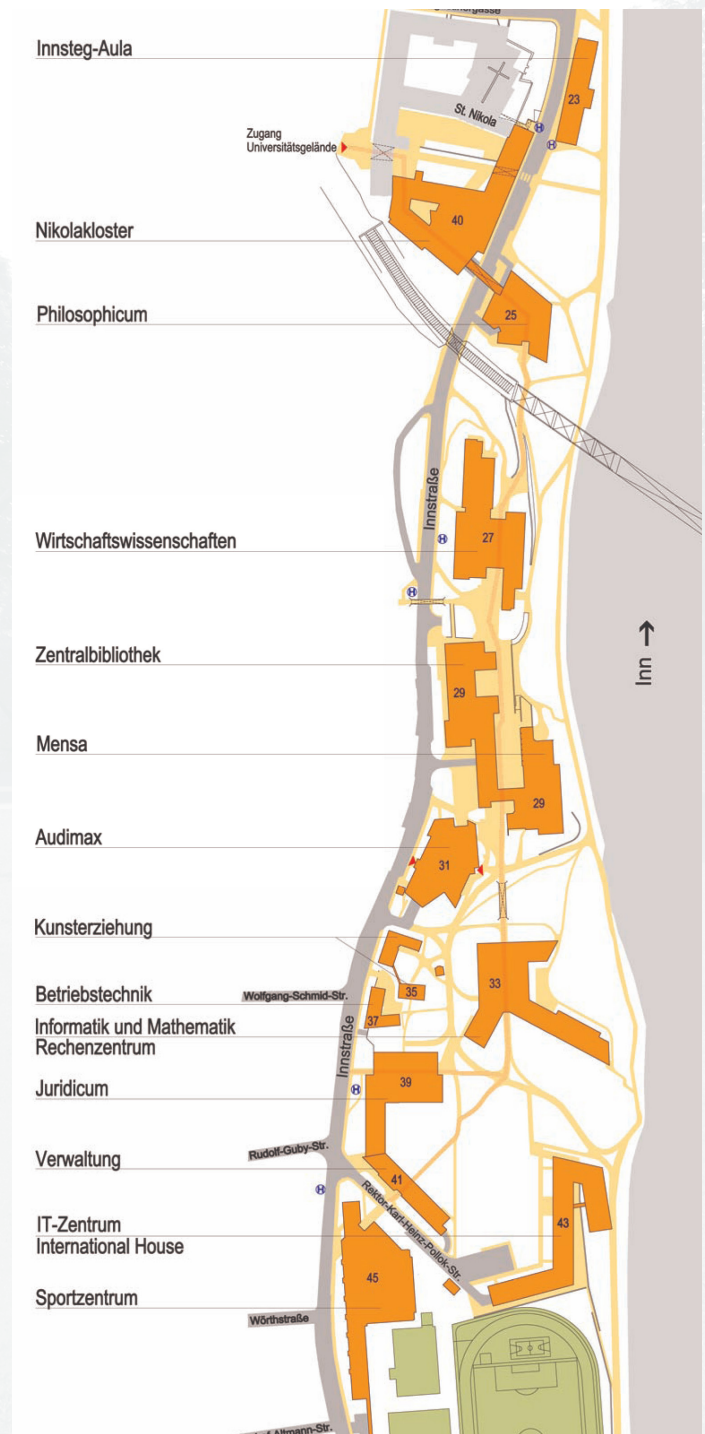 Innsteg-Aula
23
St. Nikola
H
H
Zugang
Universitätsgelände
40
Nikolakloster
25
Philosophicum
Innstraße
H
27
Wirtschaftswissenschaften
H
Inn
Zentralbibliothek
29
Mensa
29
Audimax
31
Kunsterziehung
33
35
Betriebstechnik
Wolfgang-Schmid-Str.
37
Informatik und Mathematik
Rechenzentrum
Innstraße
39
Juridicum
H
Rudolf-Guby-Str.
Verwaltung
41
H
Rektor-Karl-Heinz-Pollok-Str.
43
IT-Zentrum
International House
45
Sportzentrum
Wörthstraße